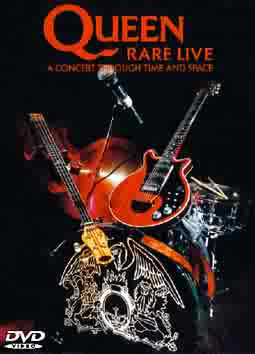 QUEEN
RARE LIVE
A CONCERT THROUGH TIME AND SPACE
DVD
VIDEO